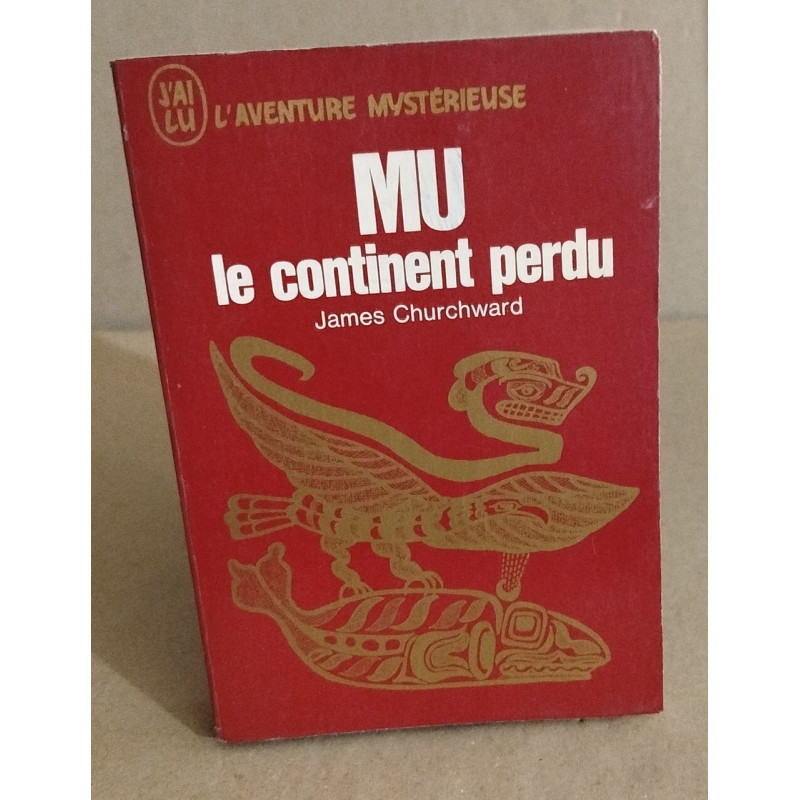 J'AI
LU
L'AVENTURE MYSTÉRIEUSE
MU
le continent perdu
James Churchward